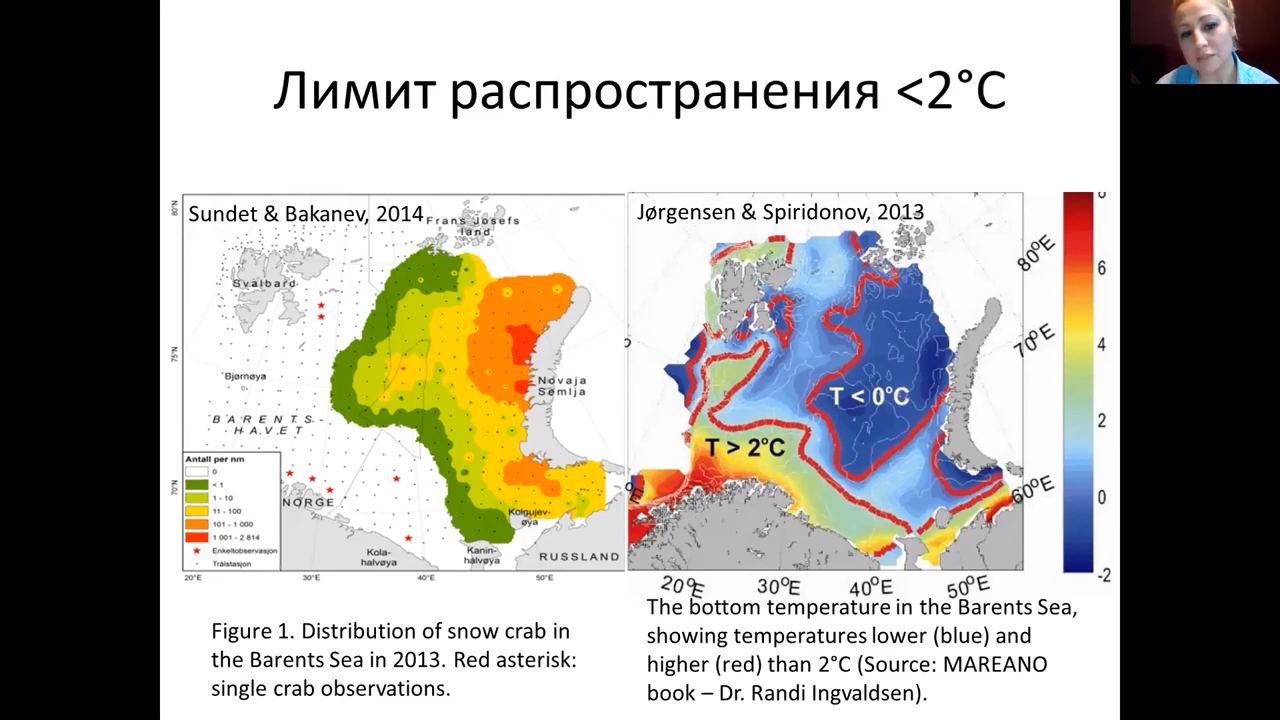 Лимит распространения <2°C
Sundet & Bakanev, 2014
Frans Josefs
land
Svalbard
Bjørnøya
BARENTS-
HAVET
Novaja
Semlja
NORGE
Kolgujev-
øya
Kola-
halvøya
Kanin-
halvøya
RUSSLAND
80°N
75°N
70°N
20°E
30°E
40°E
50°E
Antall per nm
0
< 1
1 - 10
11 - 100
101 - 1 000
1 001 - 2 814
Enkeltobservasjon
Trålstasjon
Figure 1. Distribution of snow crab in
the Barents Sea in 2013. Red asterisk:
single crab observations.
Jørgensen & Spiridonov, 2013
T < 0°C
T > 2°C
80°E
70°E
60°E
20°E
30°E
40°E
50°E
6
4
2
0
-2
The bottom temperature in the Barents Sea,
showing temperatures lower (blue) and
higher (red) than 2°C (Source: MAREANO
book – Dr. Randi Ingvaldsen).